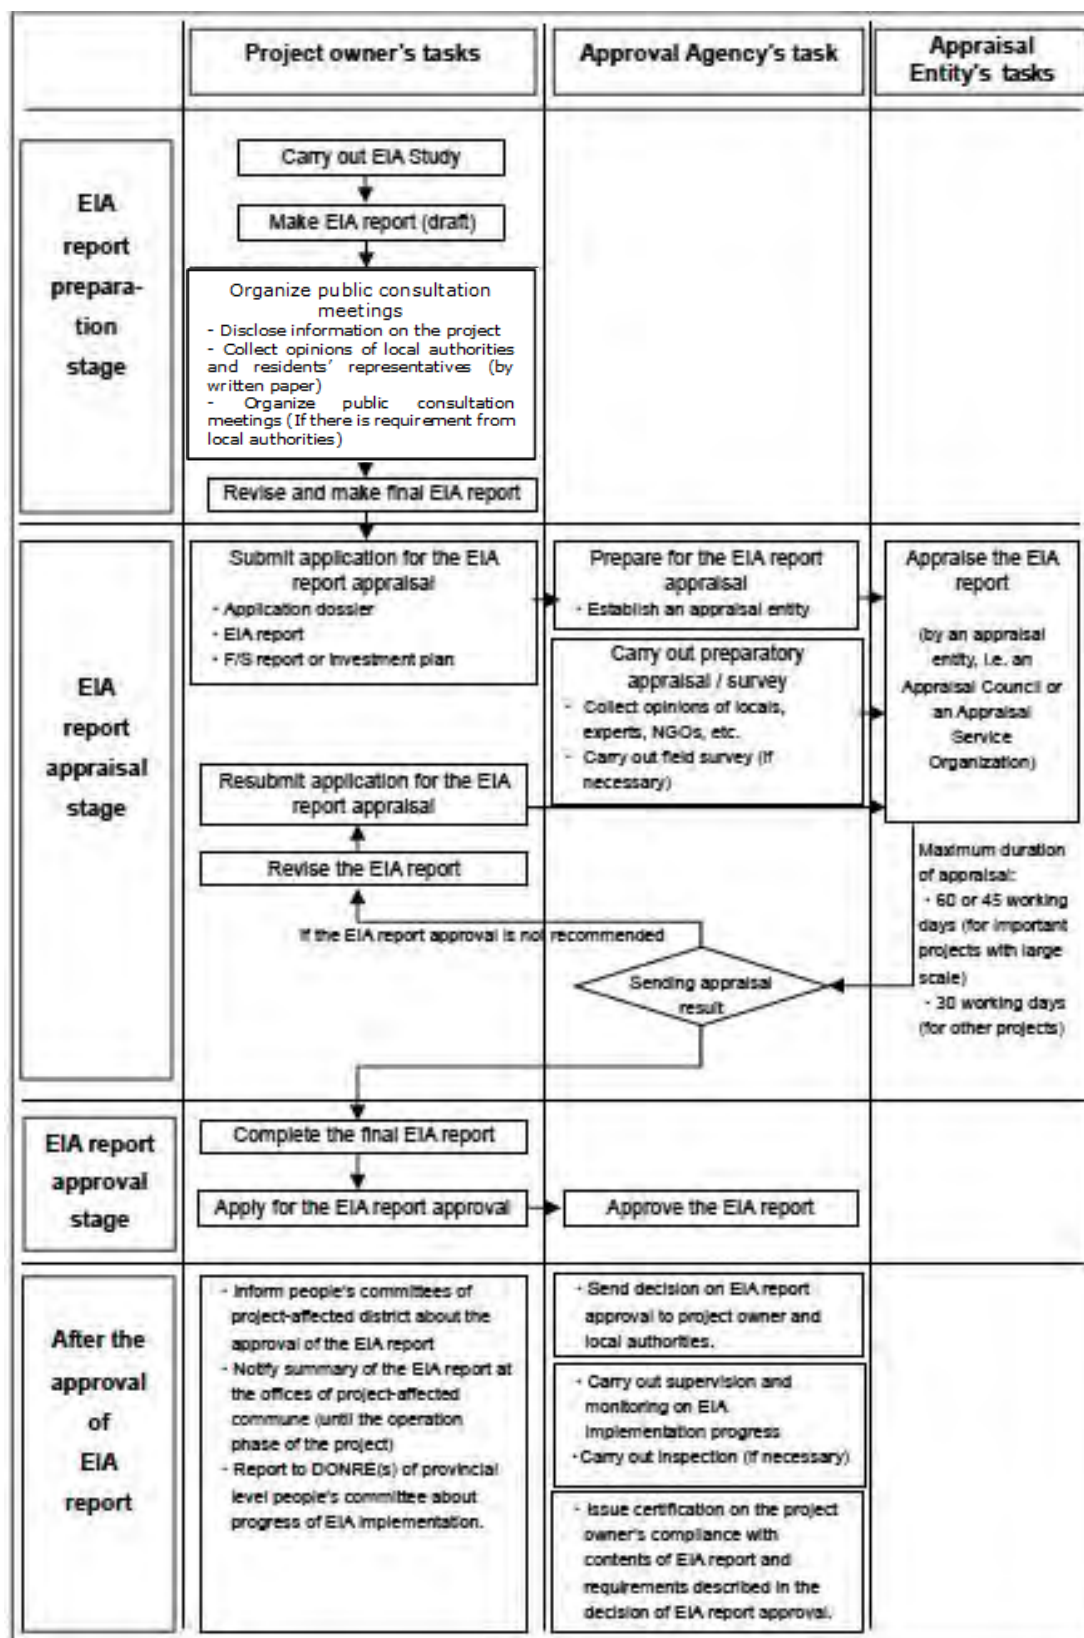 Project owner's tasks
Approval Agency's task
Appraisal
Entity's tasks
EIA
report
prepara-
tion
stage
Carry out EIA Study
Make EIA report (draft)
Organize public consultation
meetings
- Disclose information on the project
- Collect opinions of local authorities
and residents' representatives (by
written paper)
- Organize public consultation
meetings (If there is requirement from
local authorities)
Revise and make final EIA report
EIA
report
appraisal
stage
Submit application for the EIA
report appraisal
- Application dossier
- EIA report
- F/S report or Investment plan
Prepare for the EIA report
appraisal
- Establish an appraisal entity
Carry out preparatory
appraisal / survey
- Collect opinions of locals,
experts, NGOs, etc.
- Carry out field survey (if
necessary)
Appraise the EIA
report
(by an appraisal
entity, i.e. an
Appraisal Council or
an Appraisal
Service
Organization)
Resubmit application for the EIA
report appraisal
Revise the EIA report
If the EIA report approval is not recommended
Sending appraisal
result
Maximum duration
of appraisal:
- 60 or 45 working
days (for important
projects with large
scale)
- 30 working days
(for other projects)
EIA report
approval
stage
Complete the final EIA report
Apply for the EIA report approval
Approve the EIA report
After the
approval
of
EIA
report
- Inform people's committees of
project-affected district about the
approval of the EIA report
- Notify summary of the EIA report at
the offices of project-affected
commune (until the operation
phase of the project)
- Report to DONRE(s) of provincial
level people's committee about
progress of EIA Implementation.
- Send decision on EIA report
approval to project owner and
local authorities.
- Carry out supervision and
monitoring on EIA
Implementation progress
- Carry out Inspection (if necessary)
- Issue certification on the project
owner's compliance with
contents of EIA report and
requirements described in the
decision of EIA report approval.